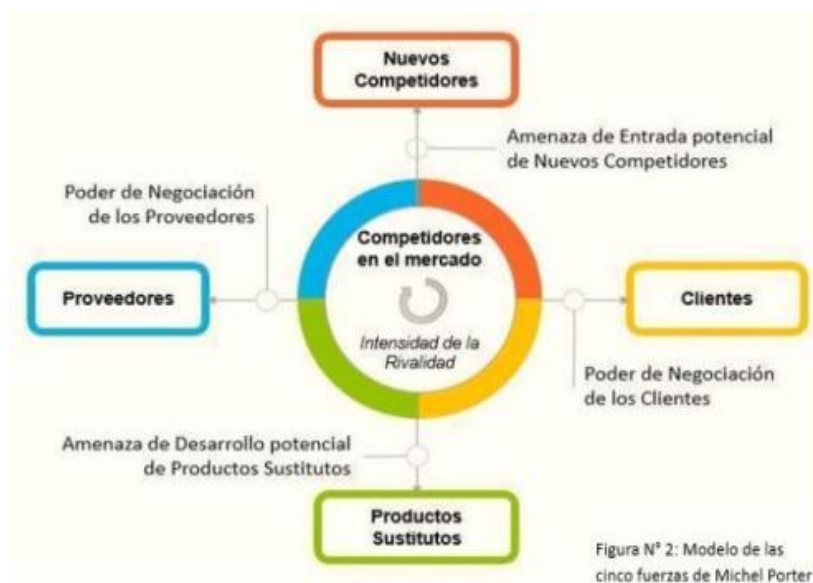 Nuevos
Competidores
Amenaza de Entrada potencial
de Nuevos Competidores
Poder de Negociación
de los Proveedores
Competidores
en el mercado
Proveedores
Clientes
Intensidad de la
Rivalidad
Poder de Negociación
de los Clientes
Amenaza de Desarrollo potencial
de Productos Sustitutos
Productos
Sustitutos
Figura N° 2: Modelo de las
cinco fuerzas de Michel Porter